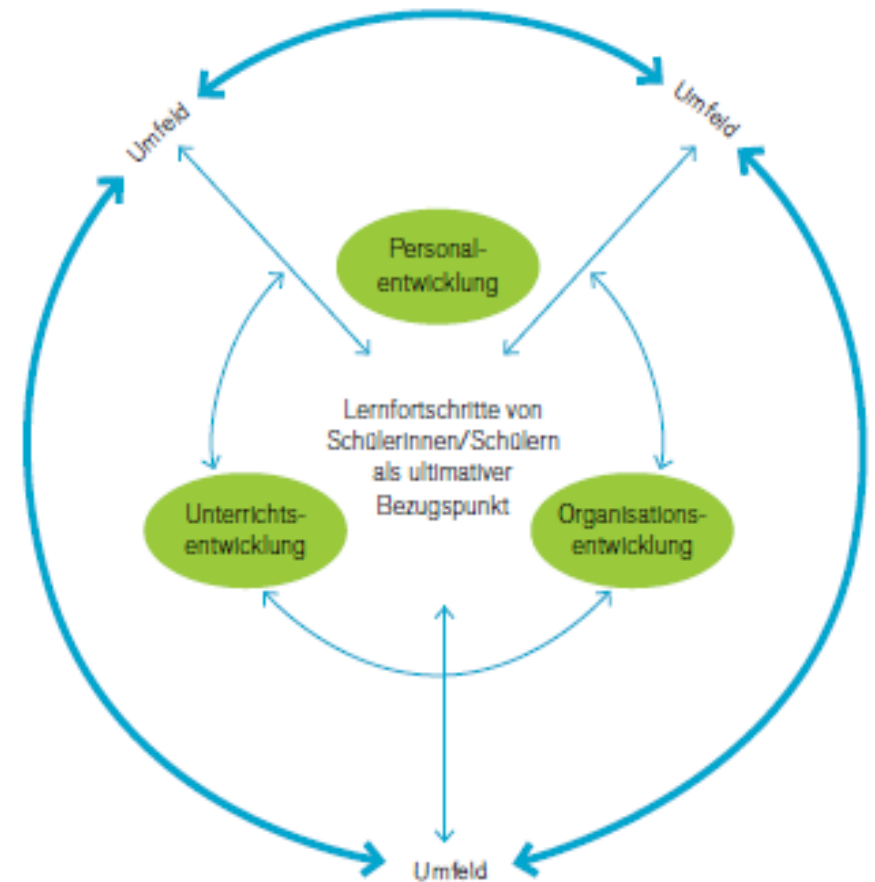 Umfeld
Umfeld
Personal-
entwicklung
Lernfortschritte von
Schülerinnen/Schülern
als ultimativer
Bezugspunkt
Unterrichts-
entwicklung
Organisations-
entwicklung
Umfeld